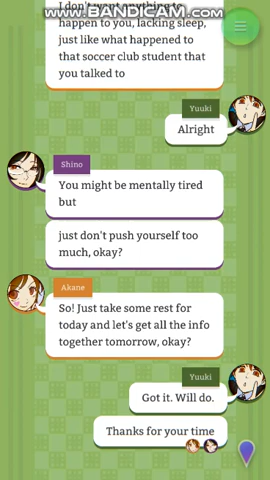 I don't want anything to
www.BANDICAM.com
happen to you, lacking sleep,
just like what happened to
that soccer club student that
you talked to
Yuuki
Alright
Shino
You might be mentally tired
but
just don't push yourself too
much, okay?
Akane
So! Just take some rest for
today and let's get all the info
together tomorrow, okay?
Yuuki
Got it. Will do.
Thanks for your time